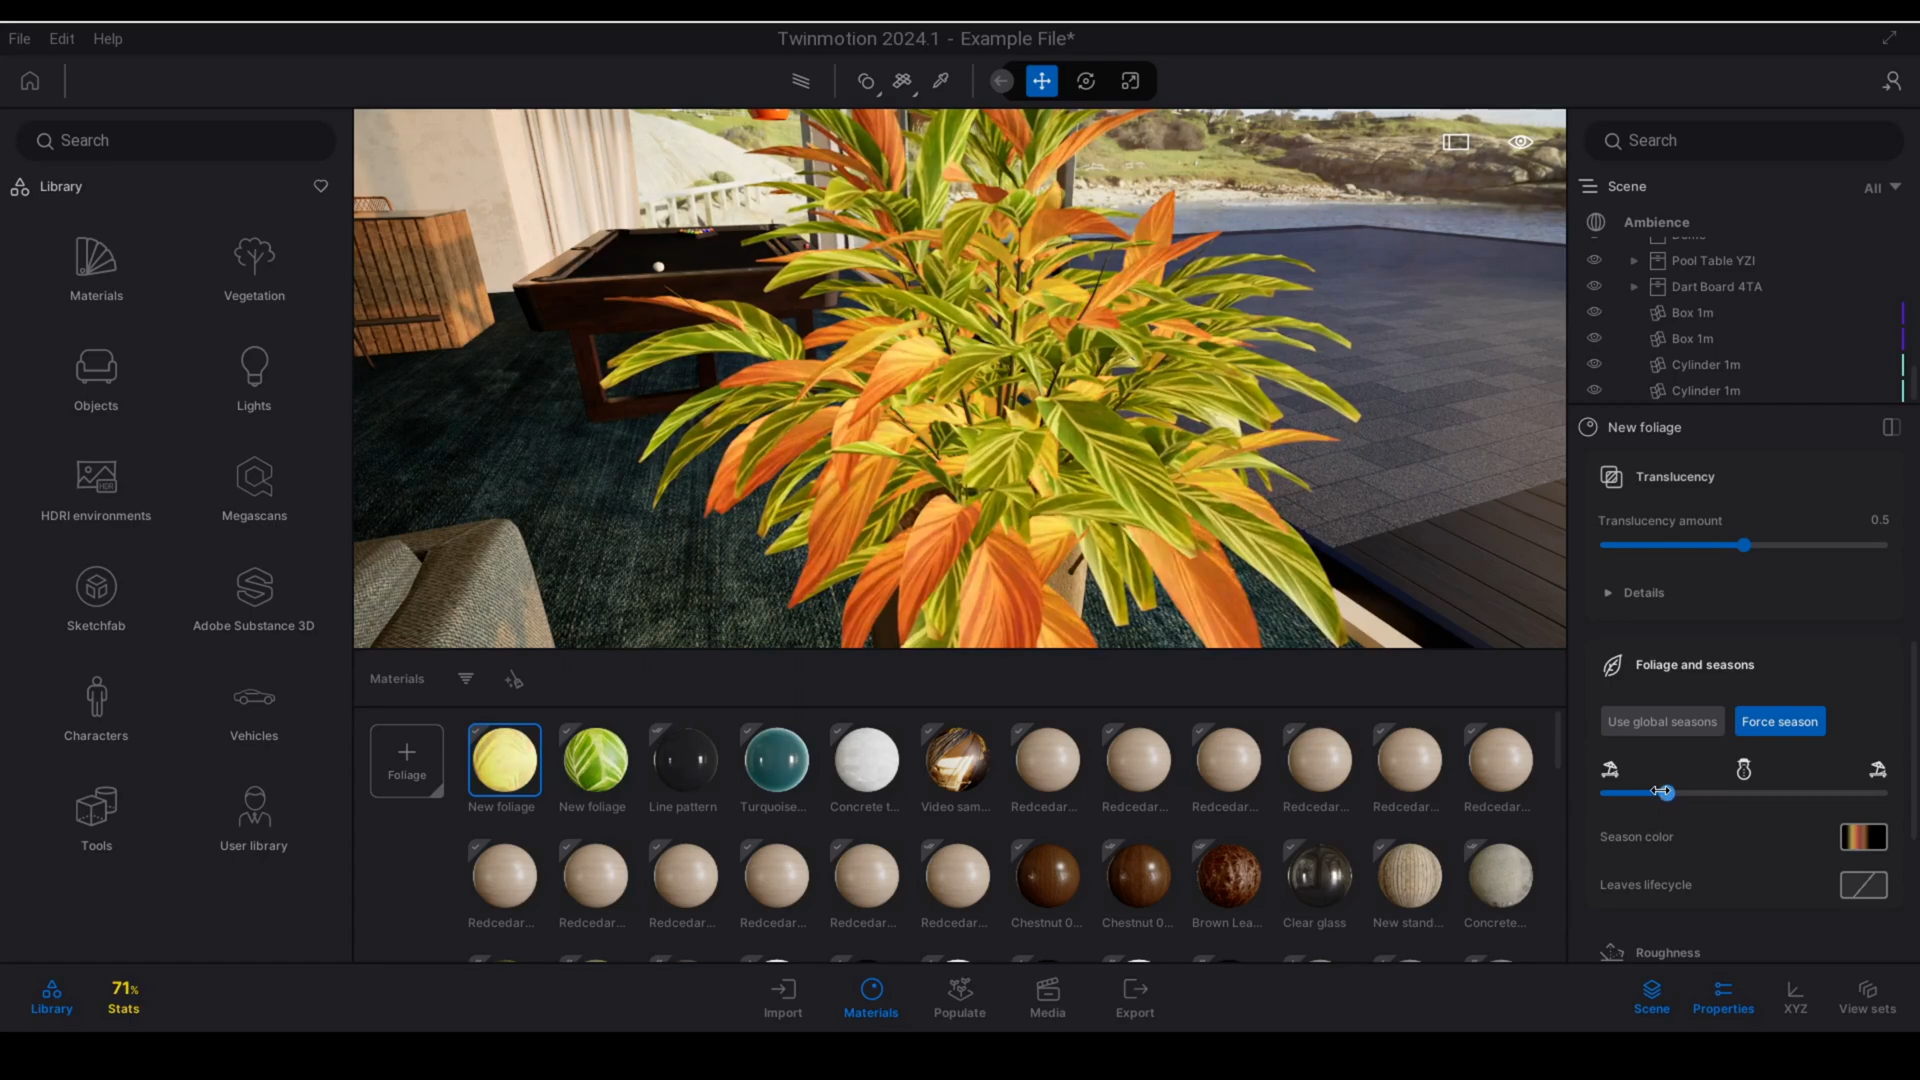 File Edit Help
Twinmotion 2024.1 - Example File*
Search
Library
Materials
Vegetation
Objects
Lights
HDR
HDRI environments
Megascans
Sketchfab
Adobe Substance 3D
Characters
Vehicles
Tools
User library
Materials
Foliage
New foliage
New foliage
Line pattern
Turquoise...
Concrete t...
Video sam...
Redcedar...
Redcedar...
Redcedar...
Redcedar...
Redcedar...
Redcedar...
Redcedar...
Redcedar...
Redcedar...
Redcedar...
Redcedar...
Redcedar...
Chestnut 0...
Chestnut 0...
Brown Lea...
Clear glass
New stand...
Concrete...
Search
Scene
All
Ambience
Pool Table YZI
Dart Board 4TA
Box 1m
Box 1m
Cylinder 1m
Cylinder 1m
New foliage
Translucency
Translucency amount 0.5
Details
Foliage and seasons
Use global seasons
Force season
Season color
Leaves lifecycle
Roughness
Library
71%
Stats
Import
Materials
Populate
Media
Export
Scene
Properties
XYZ
View sets